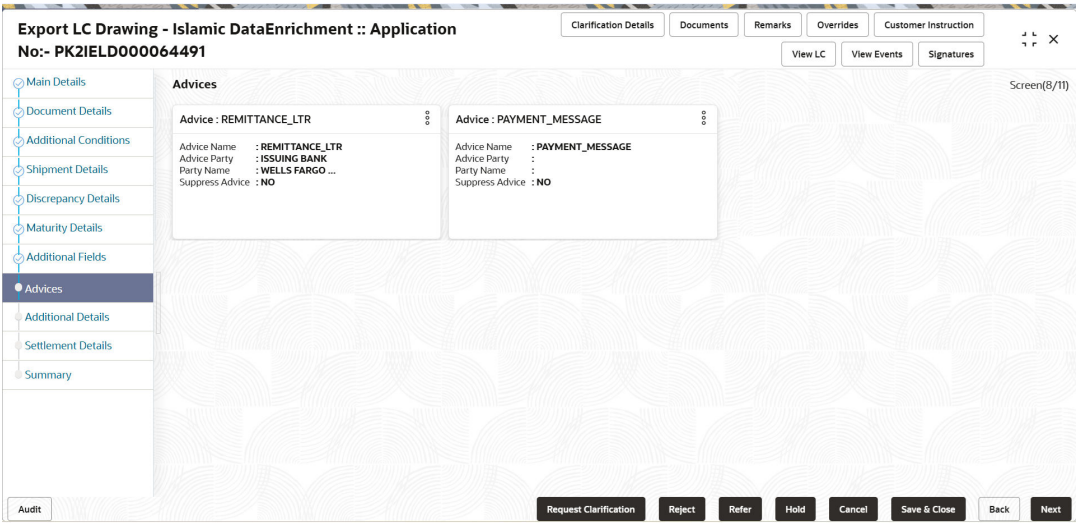 Export LC Drawing - Islamic DataEnrichment :: Application
No:- PK2IELD000064491
Clarification Details
Documents
Remarks
Overrides
Customer Instruction
View LC
View Events
Signatures
Main Details
Document Details
Additional Conditions
Shipment Details
Discrepancy Details
Maturity Details
Additional Fields
Advices
Additional Details
Settlement Details
Summary
Advices
Screen(8/11)
Advice : REMITTANCE_LTR
Advice Name : REMITTANCE_LTR
Advice Party : ISSUING BANK
Party Name : WELLS FARGO ...
Suppress Advice : NO
Advice : PAYMENT_MESSAGE
Advice Name : PAYMENT_MESSAGE
Advice Party :
Party Name :
Suppress Advice : NO
Audit
Request Clarification
Reject
Refer
Hold
Cancel
Save & Close
Back
Next